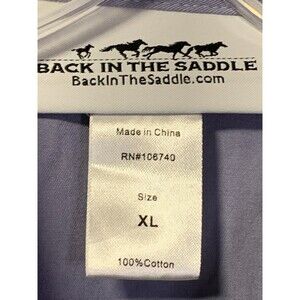 BACK IN THE SADDLE
BackInTheSaddle.com
Made in China
RN#106740
Size
XL
100%Cotton